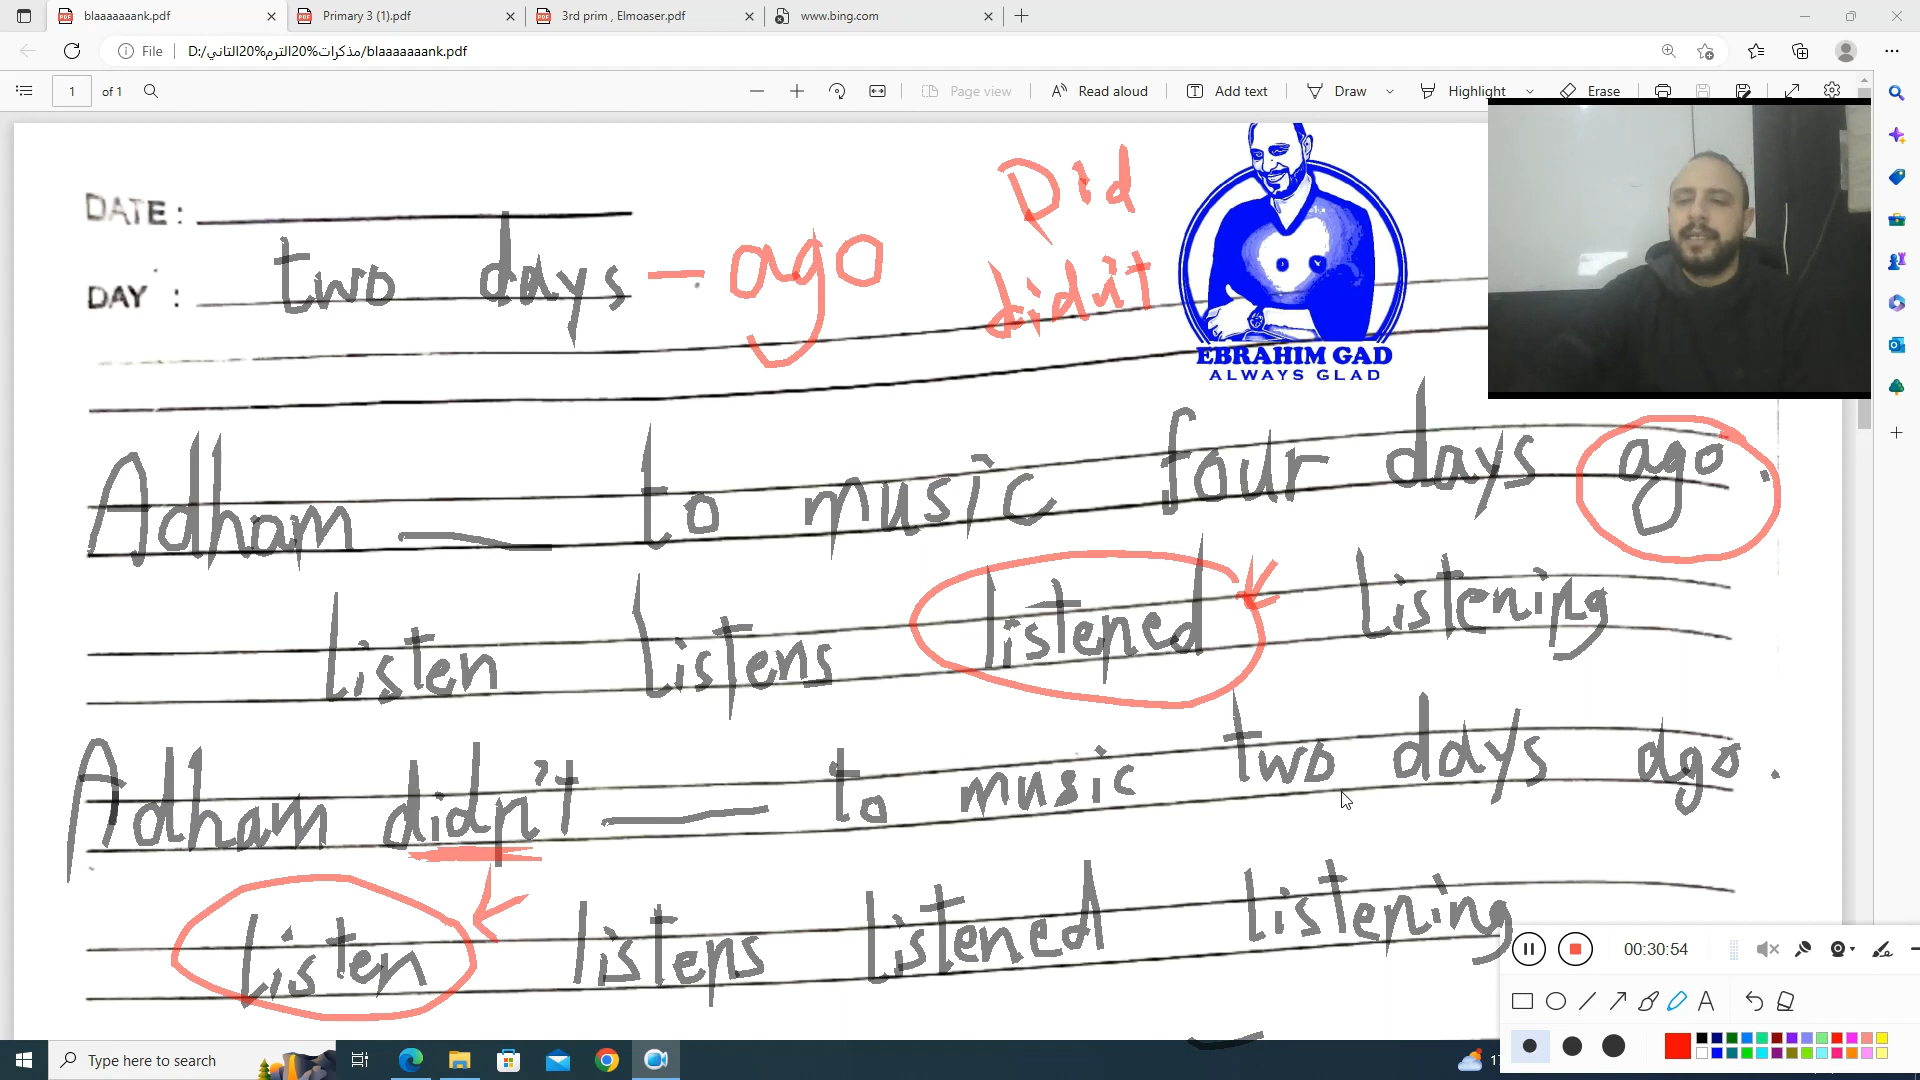 blaaaaaaank.pdf
Primary 3 (1).pdf
3rd prim , Elmoaser.pdf
www.bing.com
File
D:/مذكرات%20الترم%20التاني/blaaaaaaank.pdf
1 of 1
Page view
Read aloud
Add text
Draw
Highlight
Erase
DATE :
Did
DAY :
two days - ago
didn't
EBRAHIM GAD
ALWAYS GLAD
Adham ___ to music four days ago.
Listen Listens listened Listening
Adham didn't ___ to music two days ago.
Listen listens listened listening
00:30:54
Type here to search